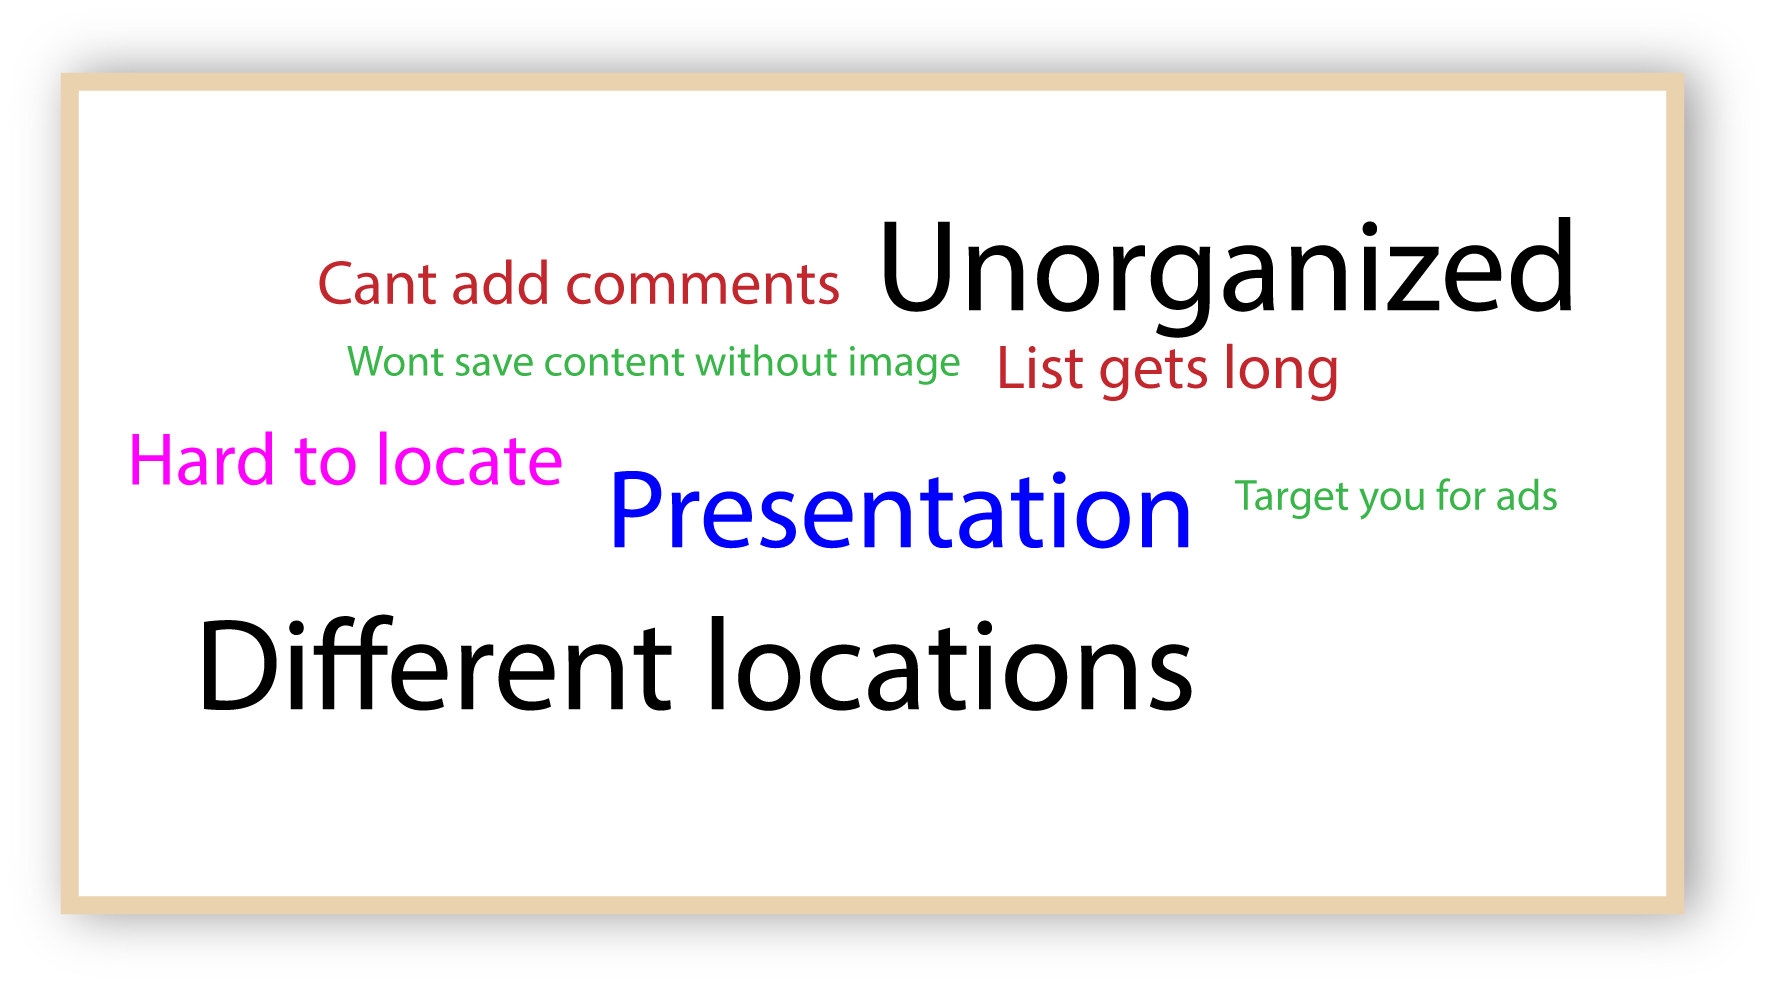 Cant add comments Unorganized
Wont save content without image List gets long
Hard to locate Presentation Target you for ads
Different locations